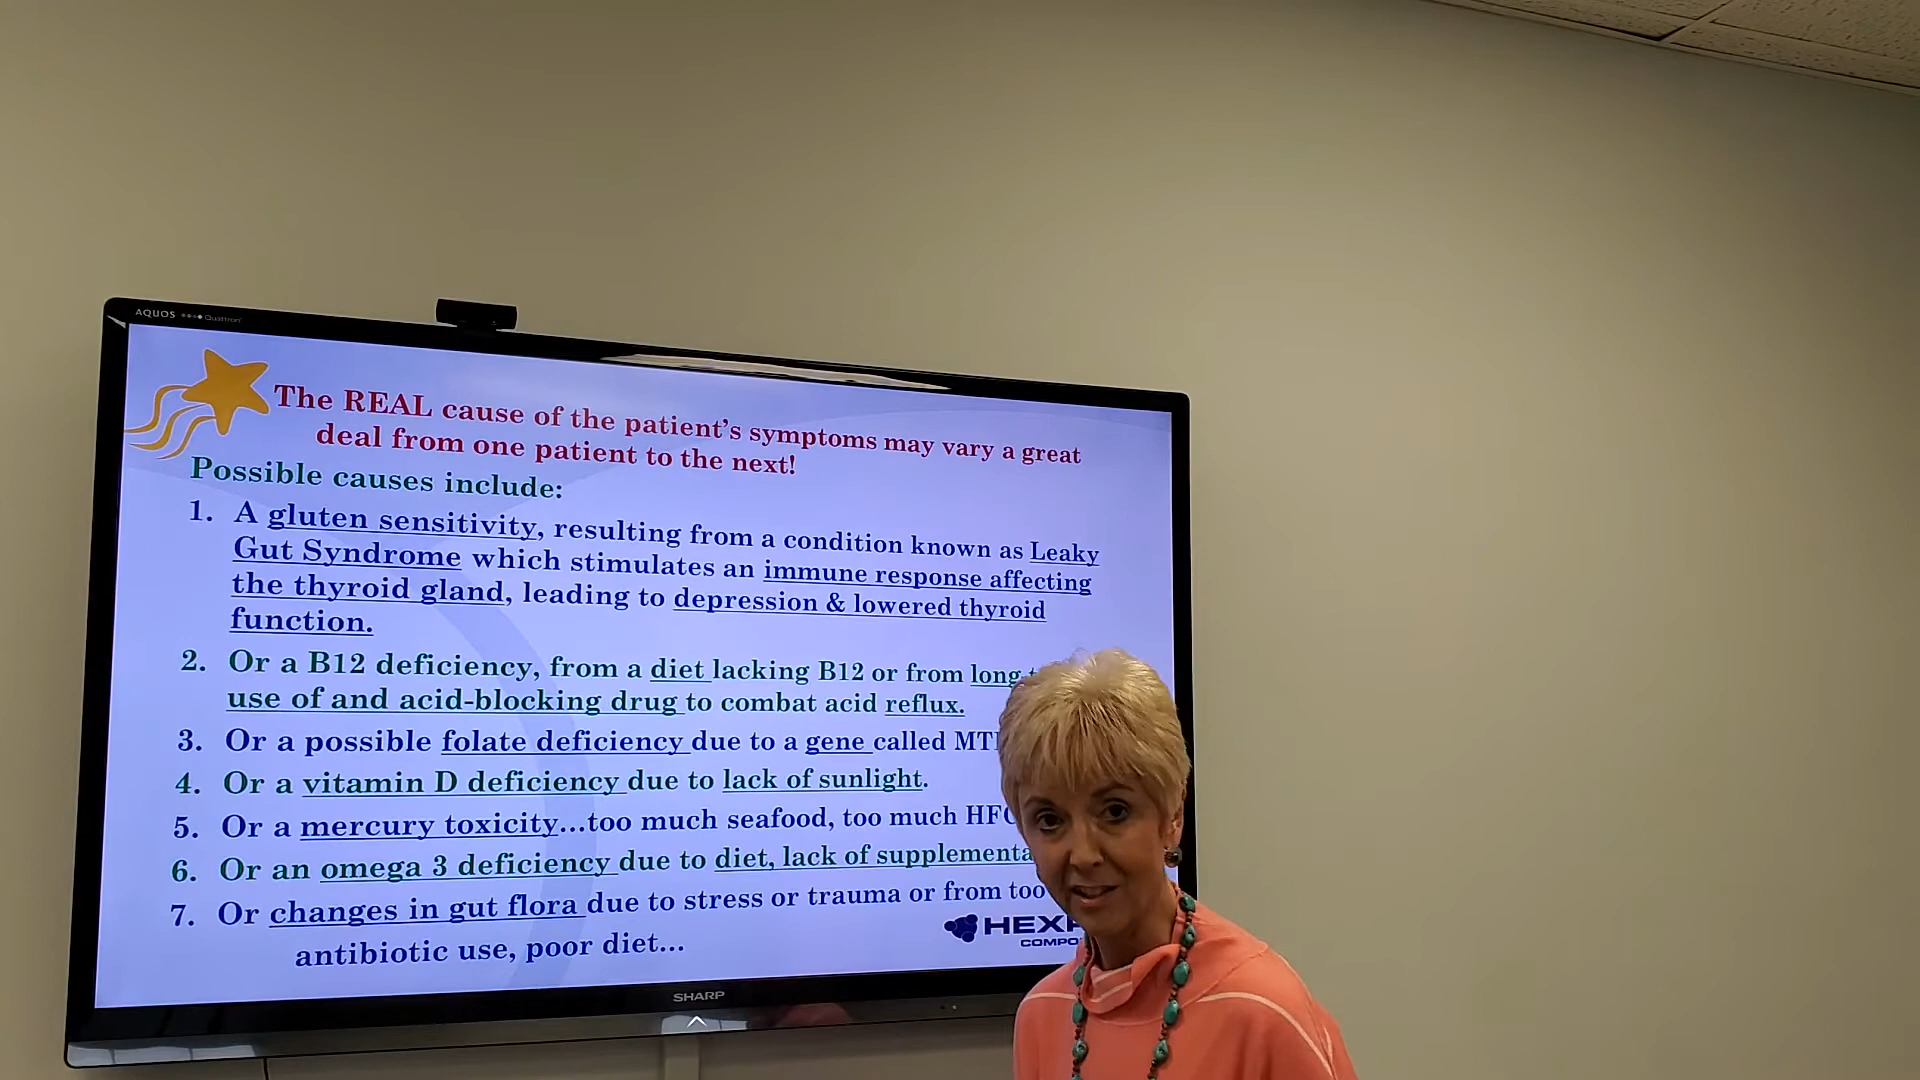 AQUOS Quattron
The REAL cause of the patient's symptoms may vary a great
deal from one patient to the next!
Possible causes include:
1. A gluten sensitivity, resulting from a condition known as Leaky
Gut Syndrome which stimulates an immune response affecting
the thyroid gland, leading to depression & lowered thyroid
function.
2. Or a B12 deficiency, from a diet lacking B12 or from long
use of and acid-blocking drug to combat acid reflux.
3. Or a possible folate deficiency due to a gene called
4. Or a vitamin D deficiency due to lack of sunlight.
5. Or a mercury toxicity...too much seafood, too much
6. Or an omega 3 deficiency due to diet, lack of
7. Or changes in gut flora due to stress or trauma or from too
antibiotic use, poor diet...
SHARP